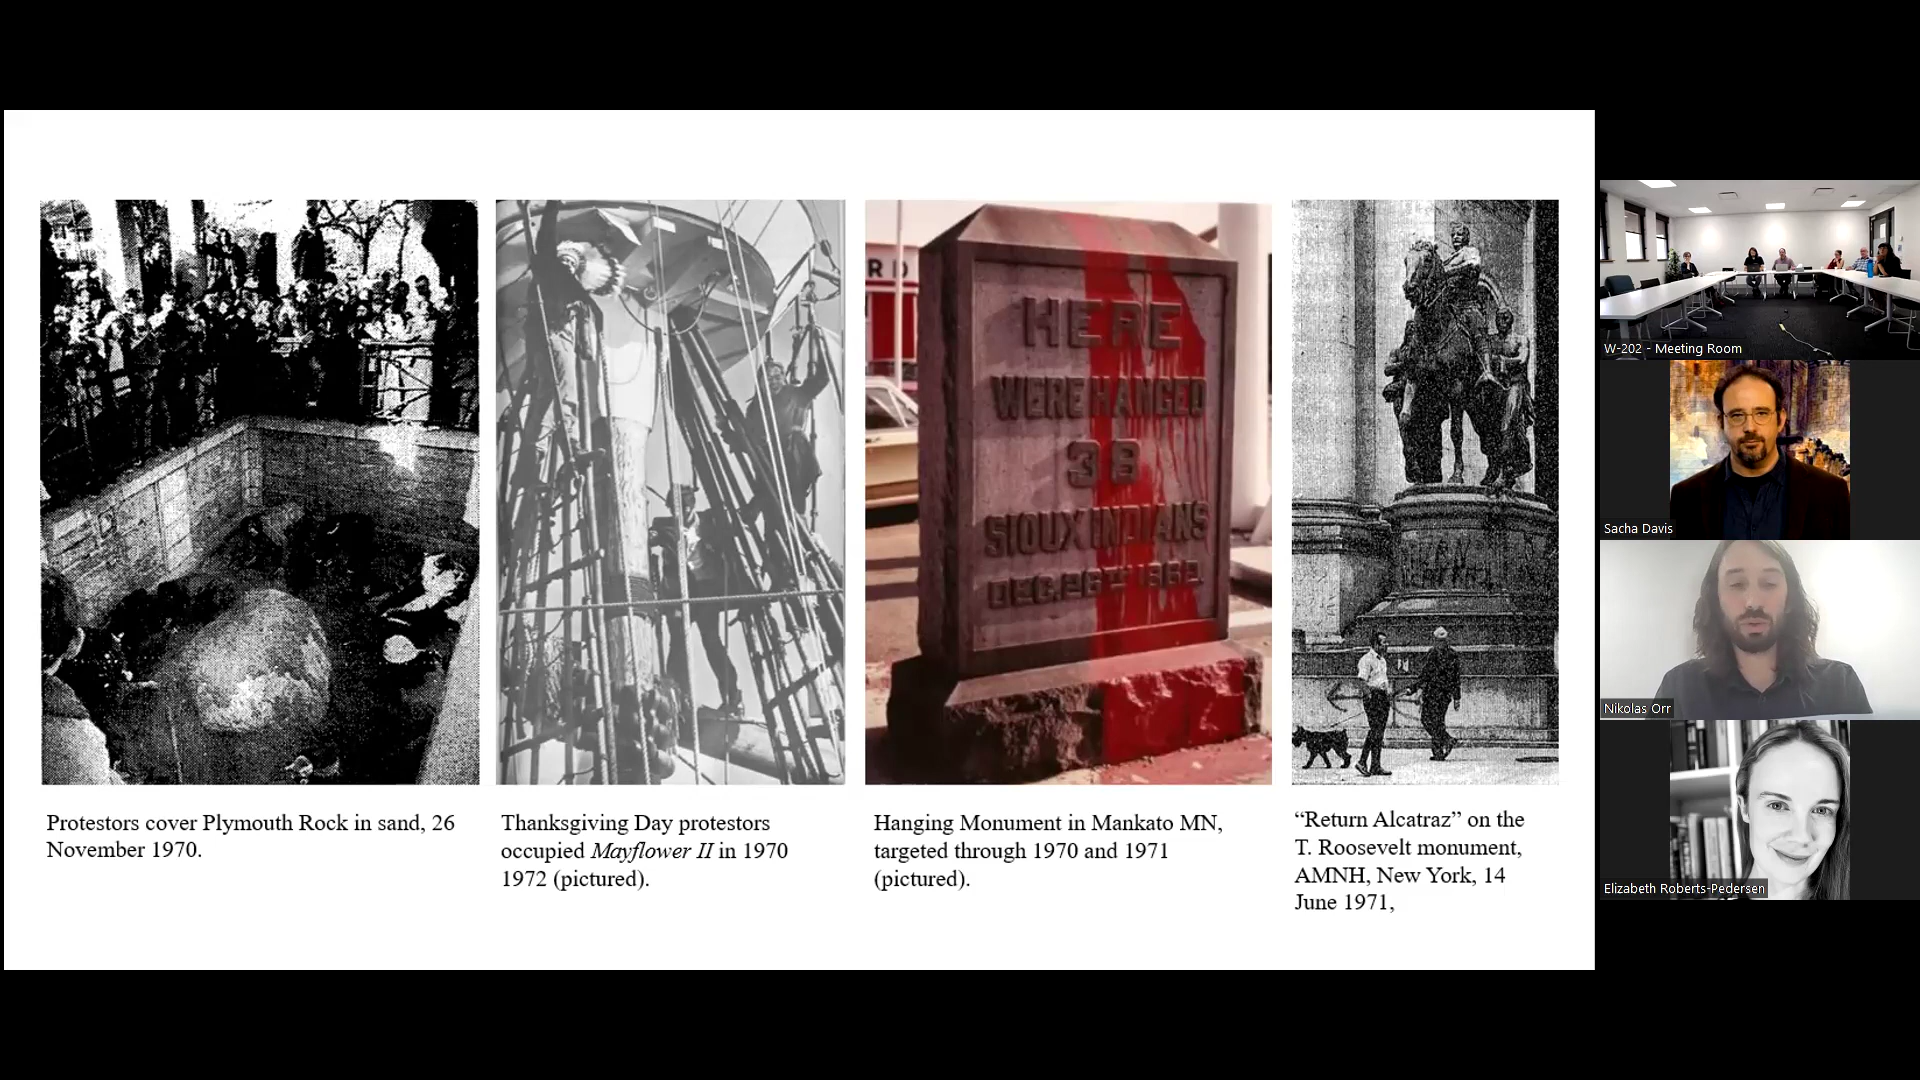 Protestors cover Plymouth Rock in sand, 26
November 1970.
Thanksgiving Day protestors
occupied Mayflower II in 1970
1972 (pictured).
RD
HERE
WERE HANGED
38
SIOUX INDIANS
DEC. 26TH 1862.
Hanging Monument in Mankato MN,
targeted through 1970 and 1971
(pictured).
“Return Alcatraz” on the
T. Roosevelt monument,
AMNH, New York, 14
June 1971,
W-202 - Meeting Room
Sacha Davis
Nikolas Orr
Elizabeth Roberts-Pedersen